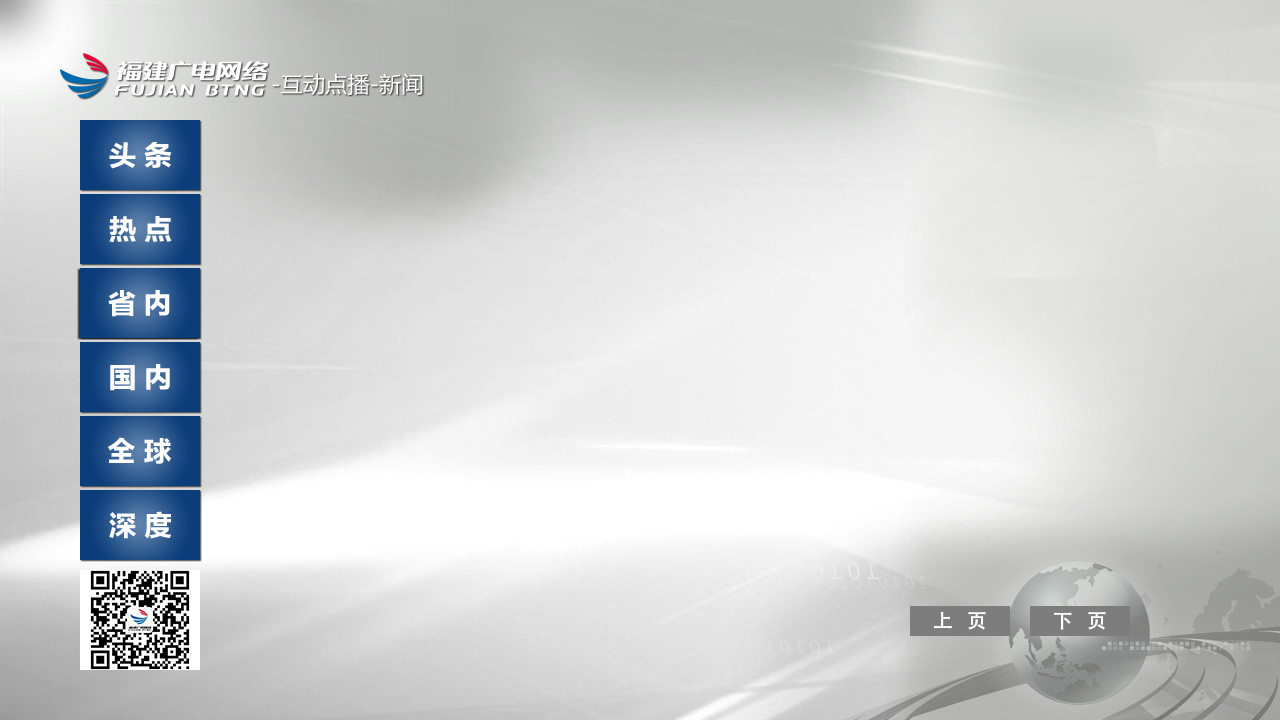 福建广电网络
FUJIAN BTNG
-互动点播-新闻
头条
热点
省内
国内
全球
深度
上 页
下 页